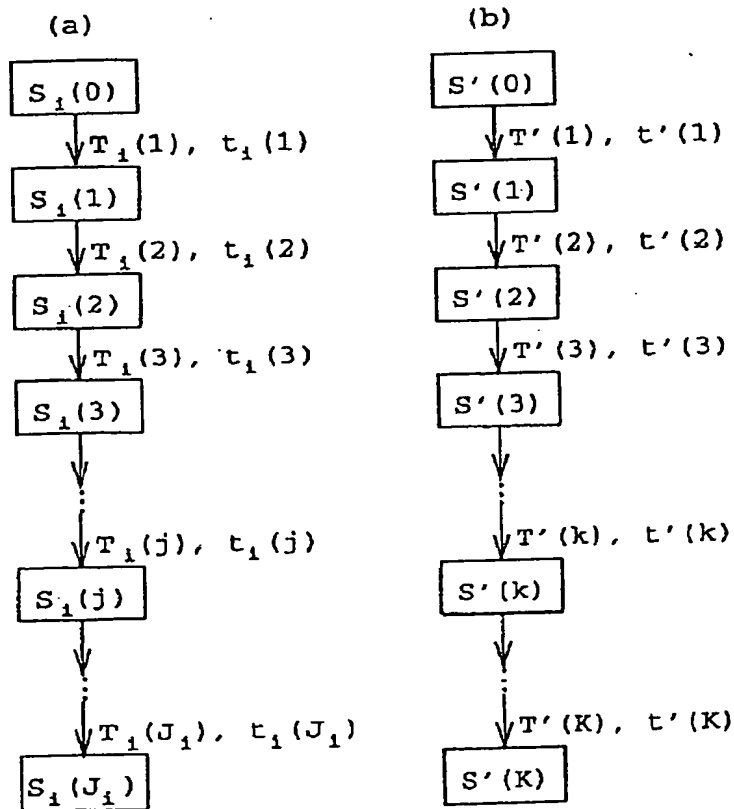 (a)
S_i(0)
T_i(1), t_i(1)
S_i(1)
T_i(2), t_i(2)
S_i(2)
T_i(3), t_i(3)
S_i(3)
T_i(j), t_i(j)
S_i(j)
T_i(J_i), t_i(J_i)
S_i(J_i)
(b)
S'(0)
T'(1), t'(1)
S'(1)
T'(2), t'(2)
S'(2)
T'(3), t'(3)
S'(3)
T'(k), t'(k)
S'(k)
T'(K), t'(K)
S'(K)